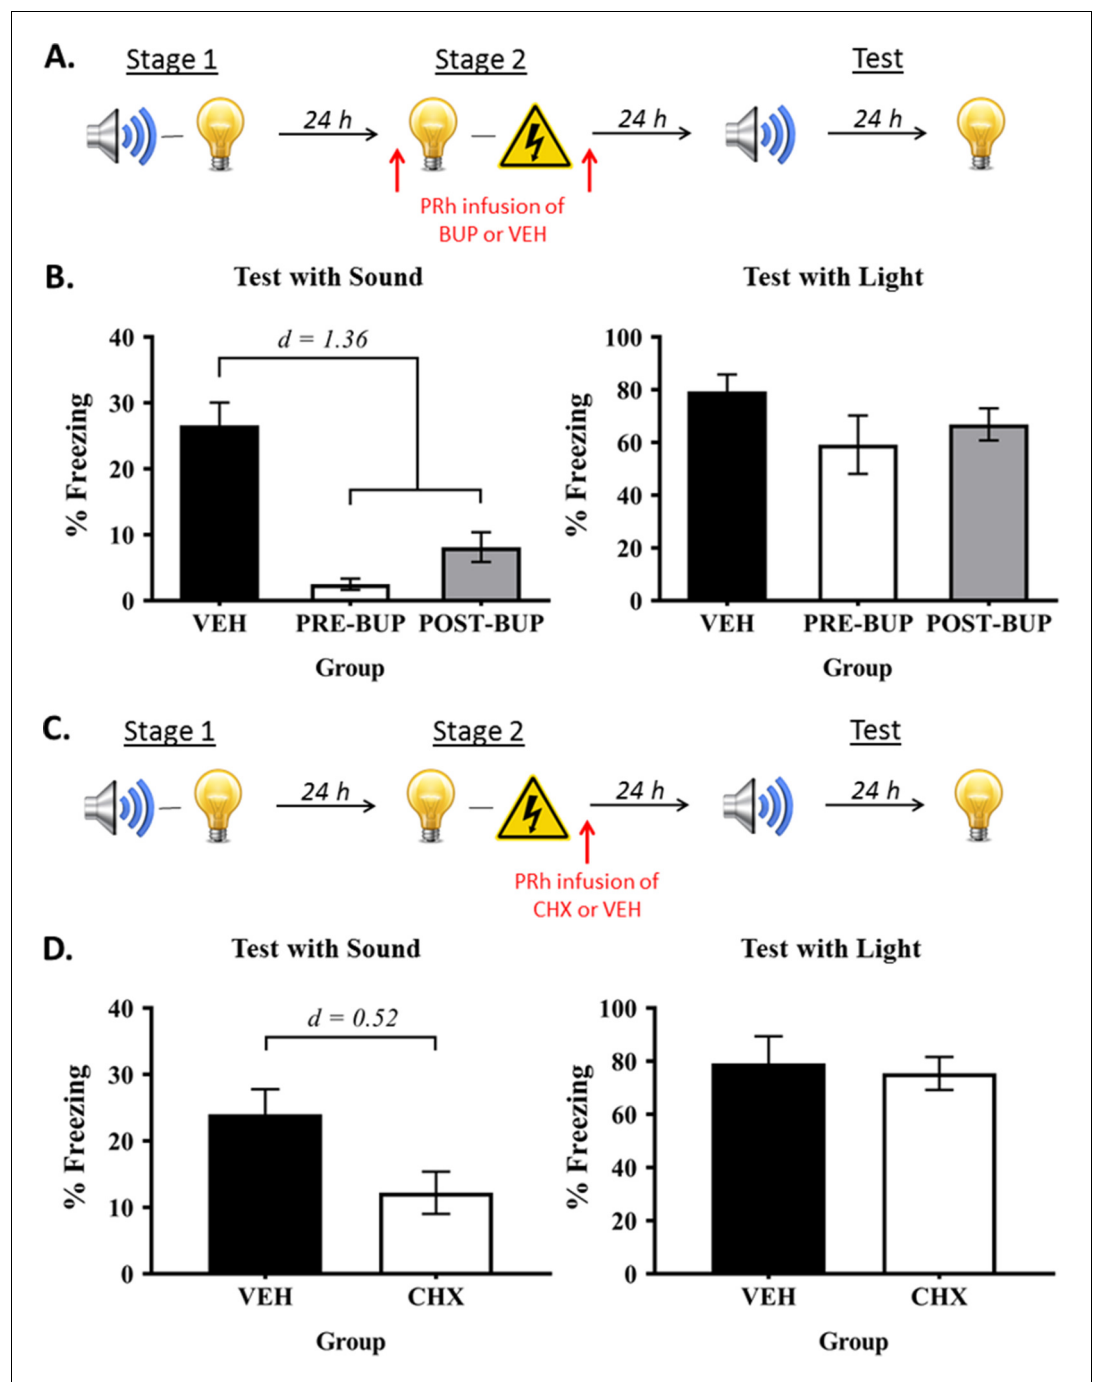 A.
Stage 1 Stage 2 Test
24 h 24 h 24 h
PRh infusion of
BUP or VEH
B. Test with Sound Test with Light
d = 1.36
% Freezing
40
30
20
10
0
VEH PRE-BUP POST-BUP
Group
% Freezing
100
80
60
40
20
0
VEH PRE-BUP POST-BUP
Group
C. Stage 1 Stage 2 Test
24 h 24 h 24 h
PRh infusion of
CHX or VEH
D. Test with Sound Test with Light
d = 0.52
% Freezing
40
30
20
10
0
VEH CHX
Group
% Freezing
100
80
60
40
20
0
VEH CHX
Group